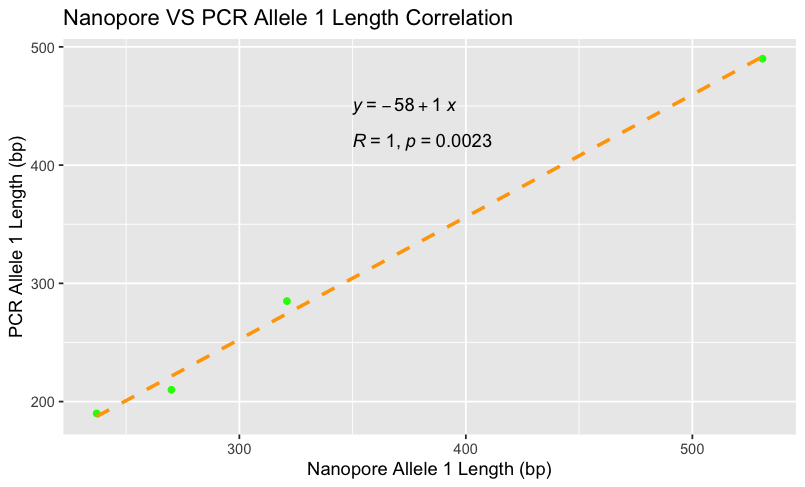 Nanopore VS PCR Allele 1 Length Correlation
500
400
300
200
PCR Allele 1 Length (bp)
y = −58 + 1 x
R = 1, p = 0.0023
300
400
500
Nanopore Allele 1 Length (bp)